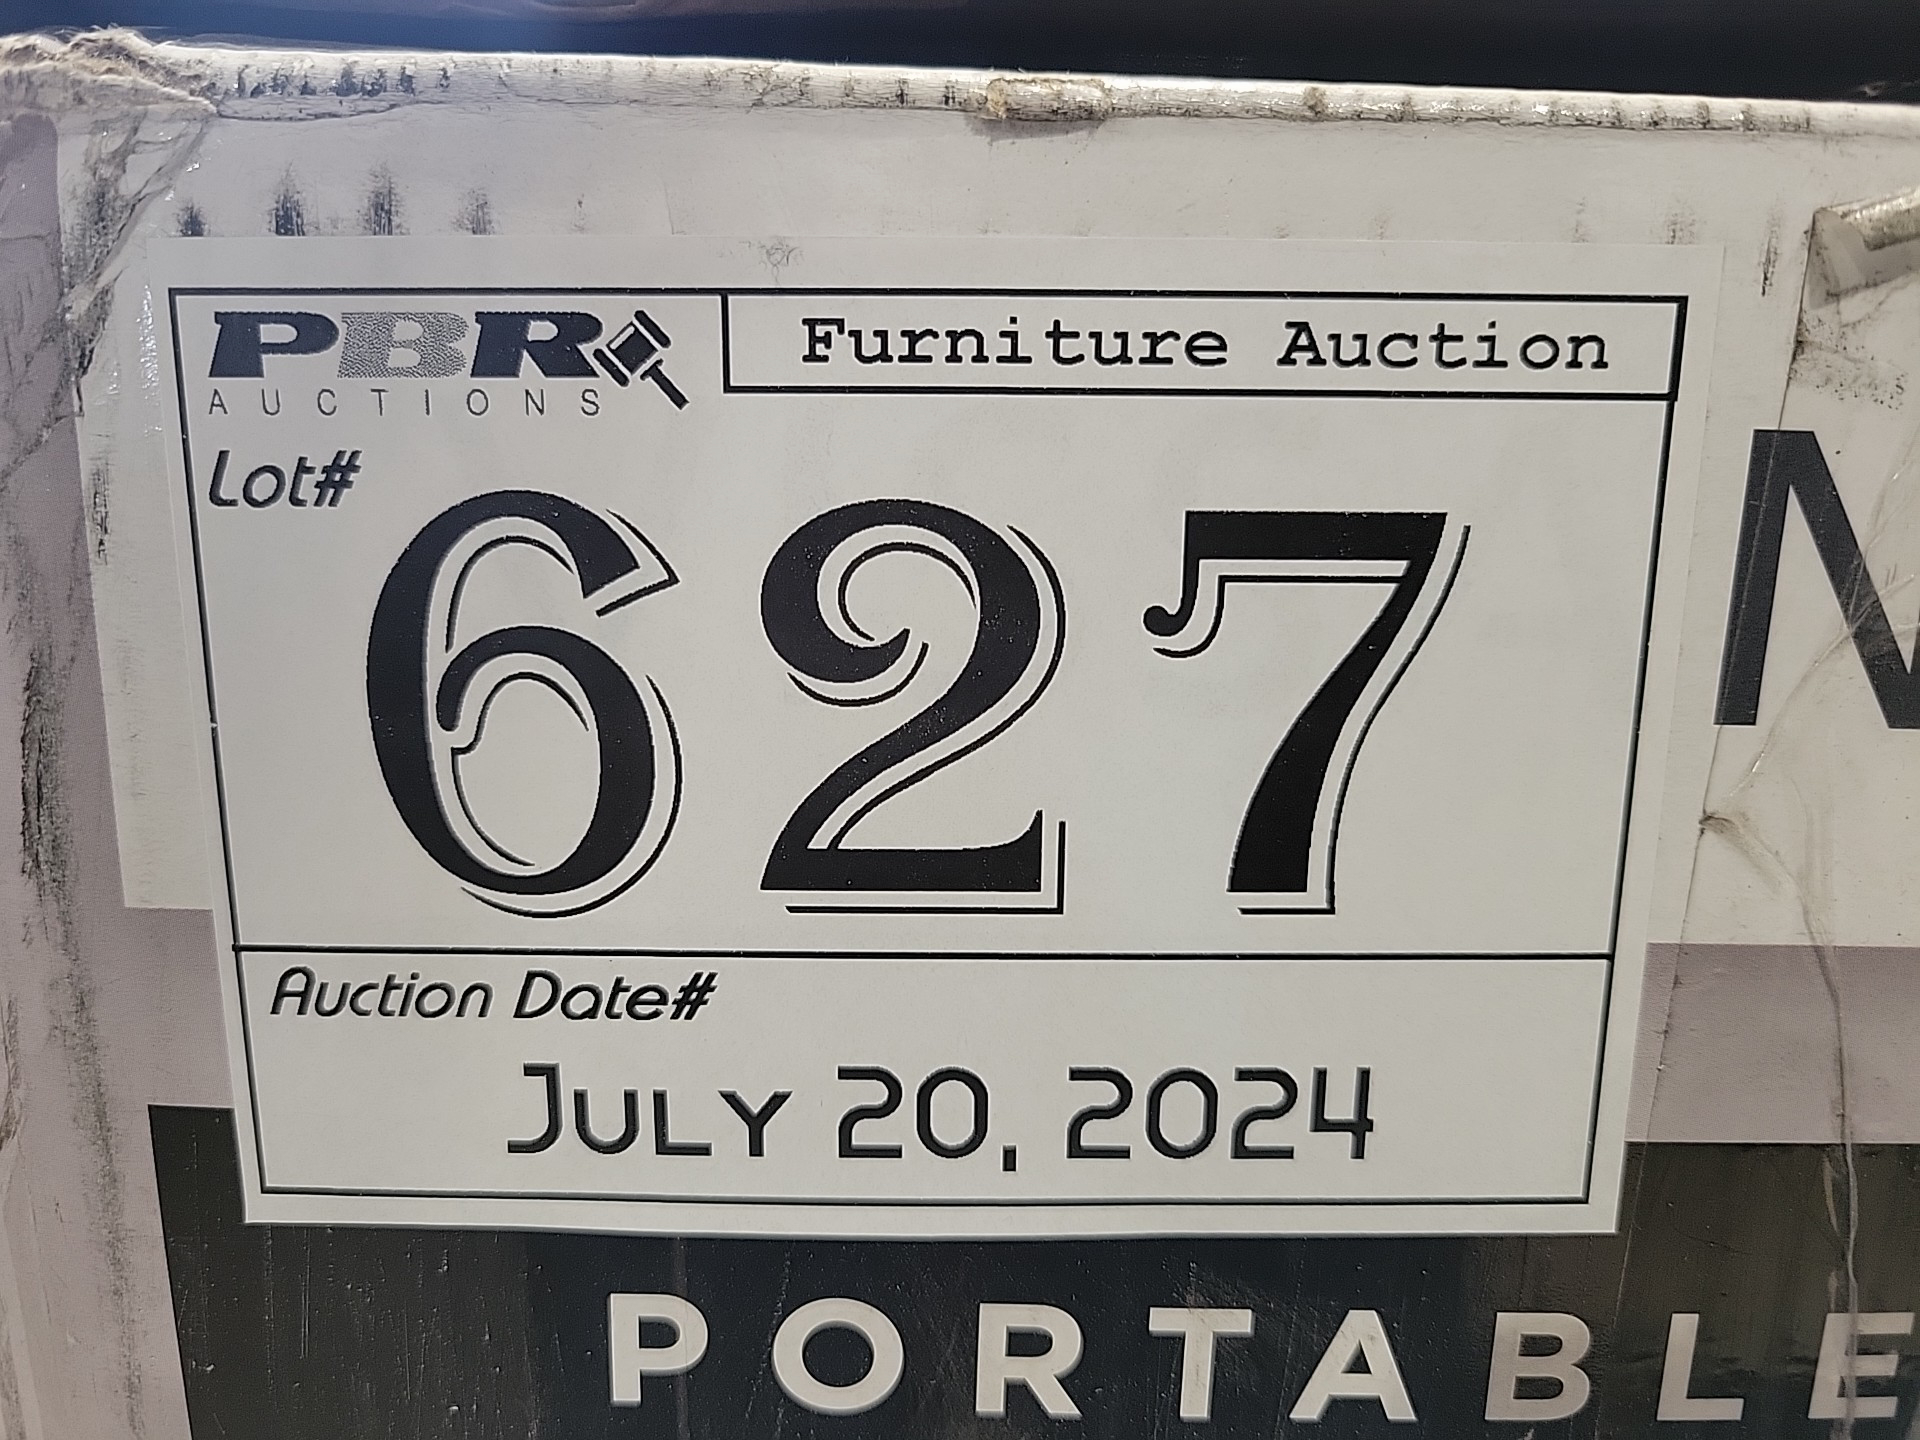 PBR
AUCTIONS
Furniture Auction
Lot#
627
N
Auction Date#
JULY 20, 2024
PORTABLE